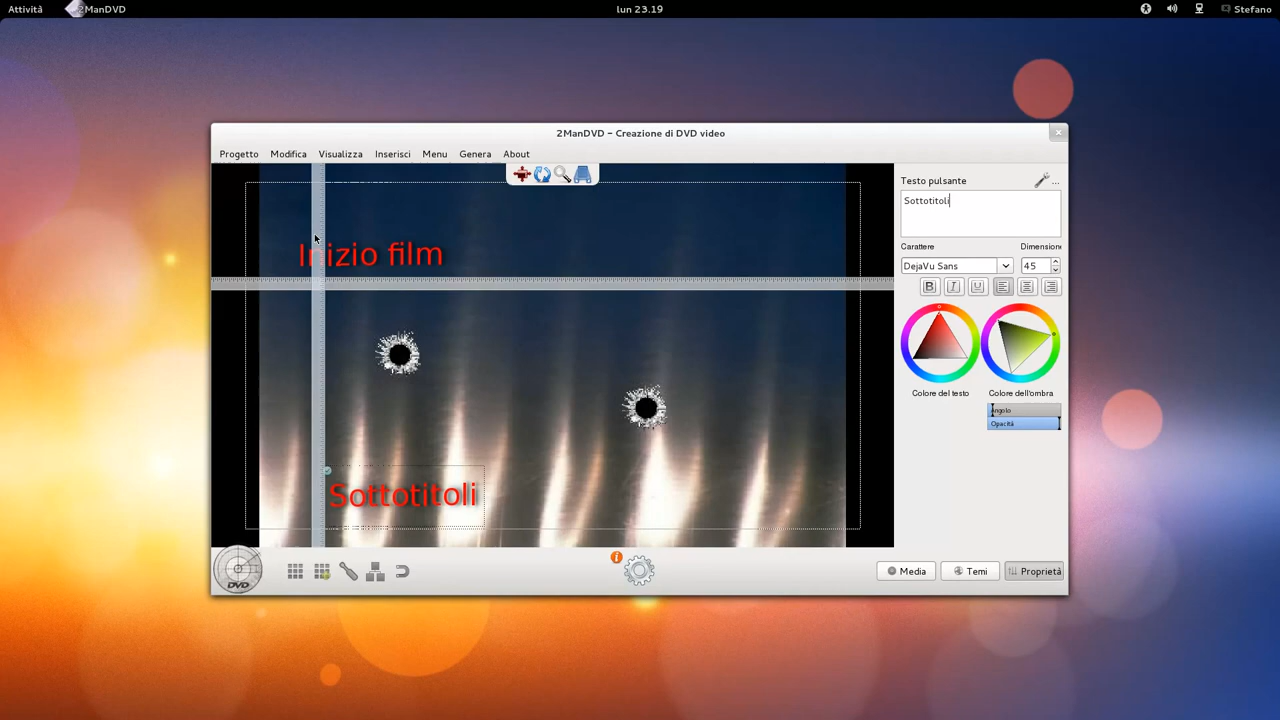 Attività
2ManDVD
lun 23.19
Stefano
2ManDVD – Creazione di DVD video
Progetto Modifica Visualizza Inserisci Menu Genera About
Testo pulsante
...
Sottotitoli
Carattere Dimensione
DejaVu Sans 45
B I U
Colore del testo Colore dell'ombra
Angolo
Opacità
Inizio film
Sottotitoli
DVD
i
Media Temi Proprietà